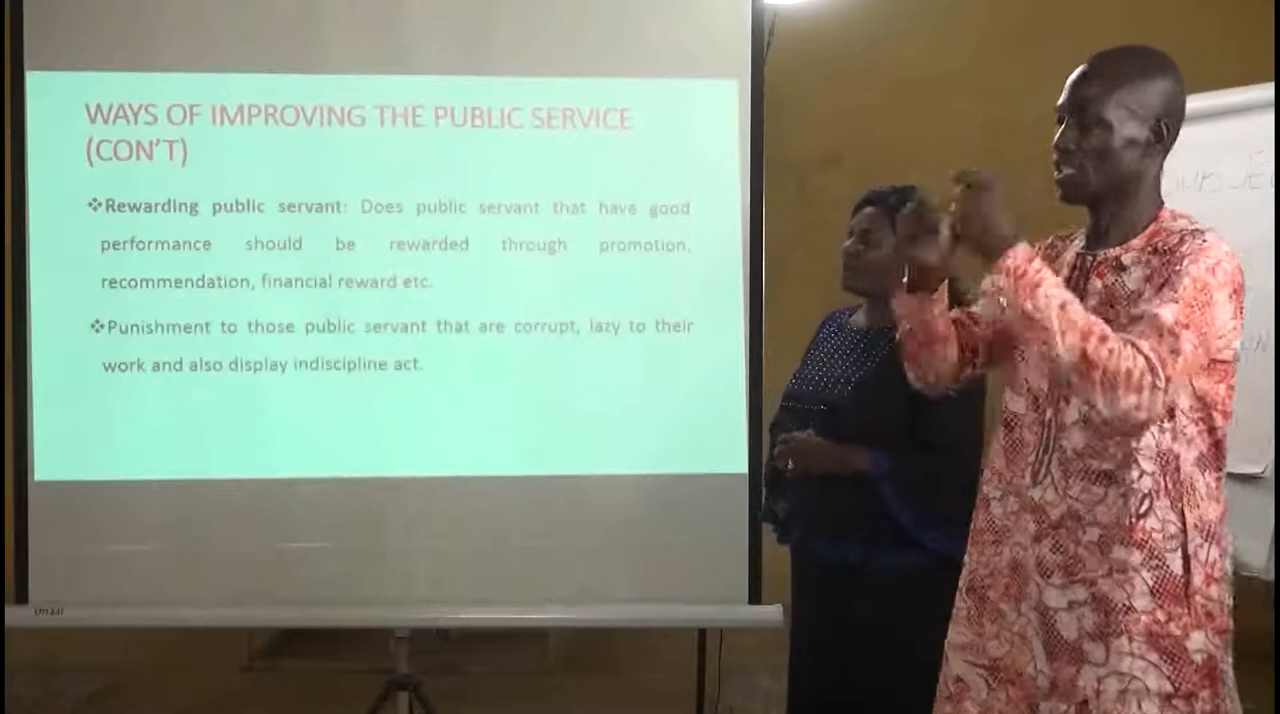 WAYS OF IMPROVING THE PUBLIC SERVICE
(CON'T)
❖Rewarding public servant: Does public servant that have good
performance should be rewarded through promotion,
recommendation, financial reward etc.
❖Punishment to those public servant that are corrupt, lazy to their
work and also display indiscipline act.